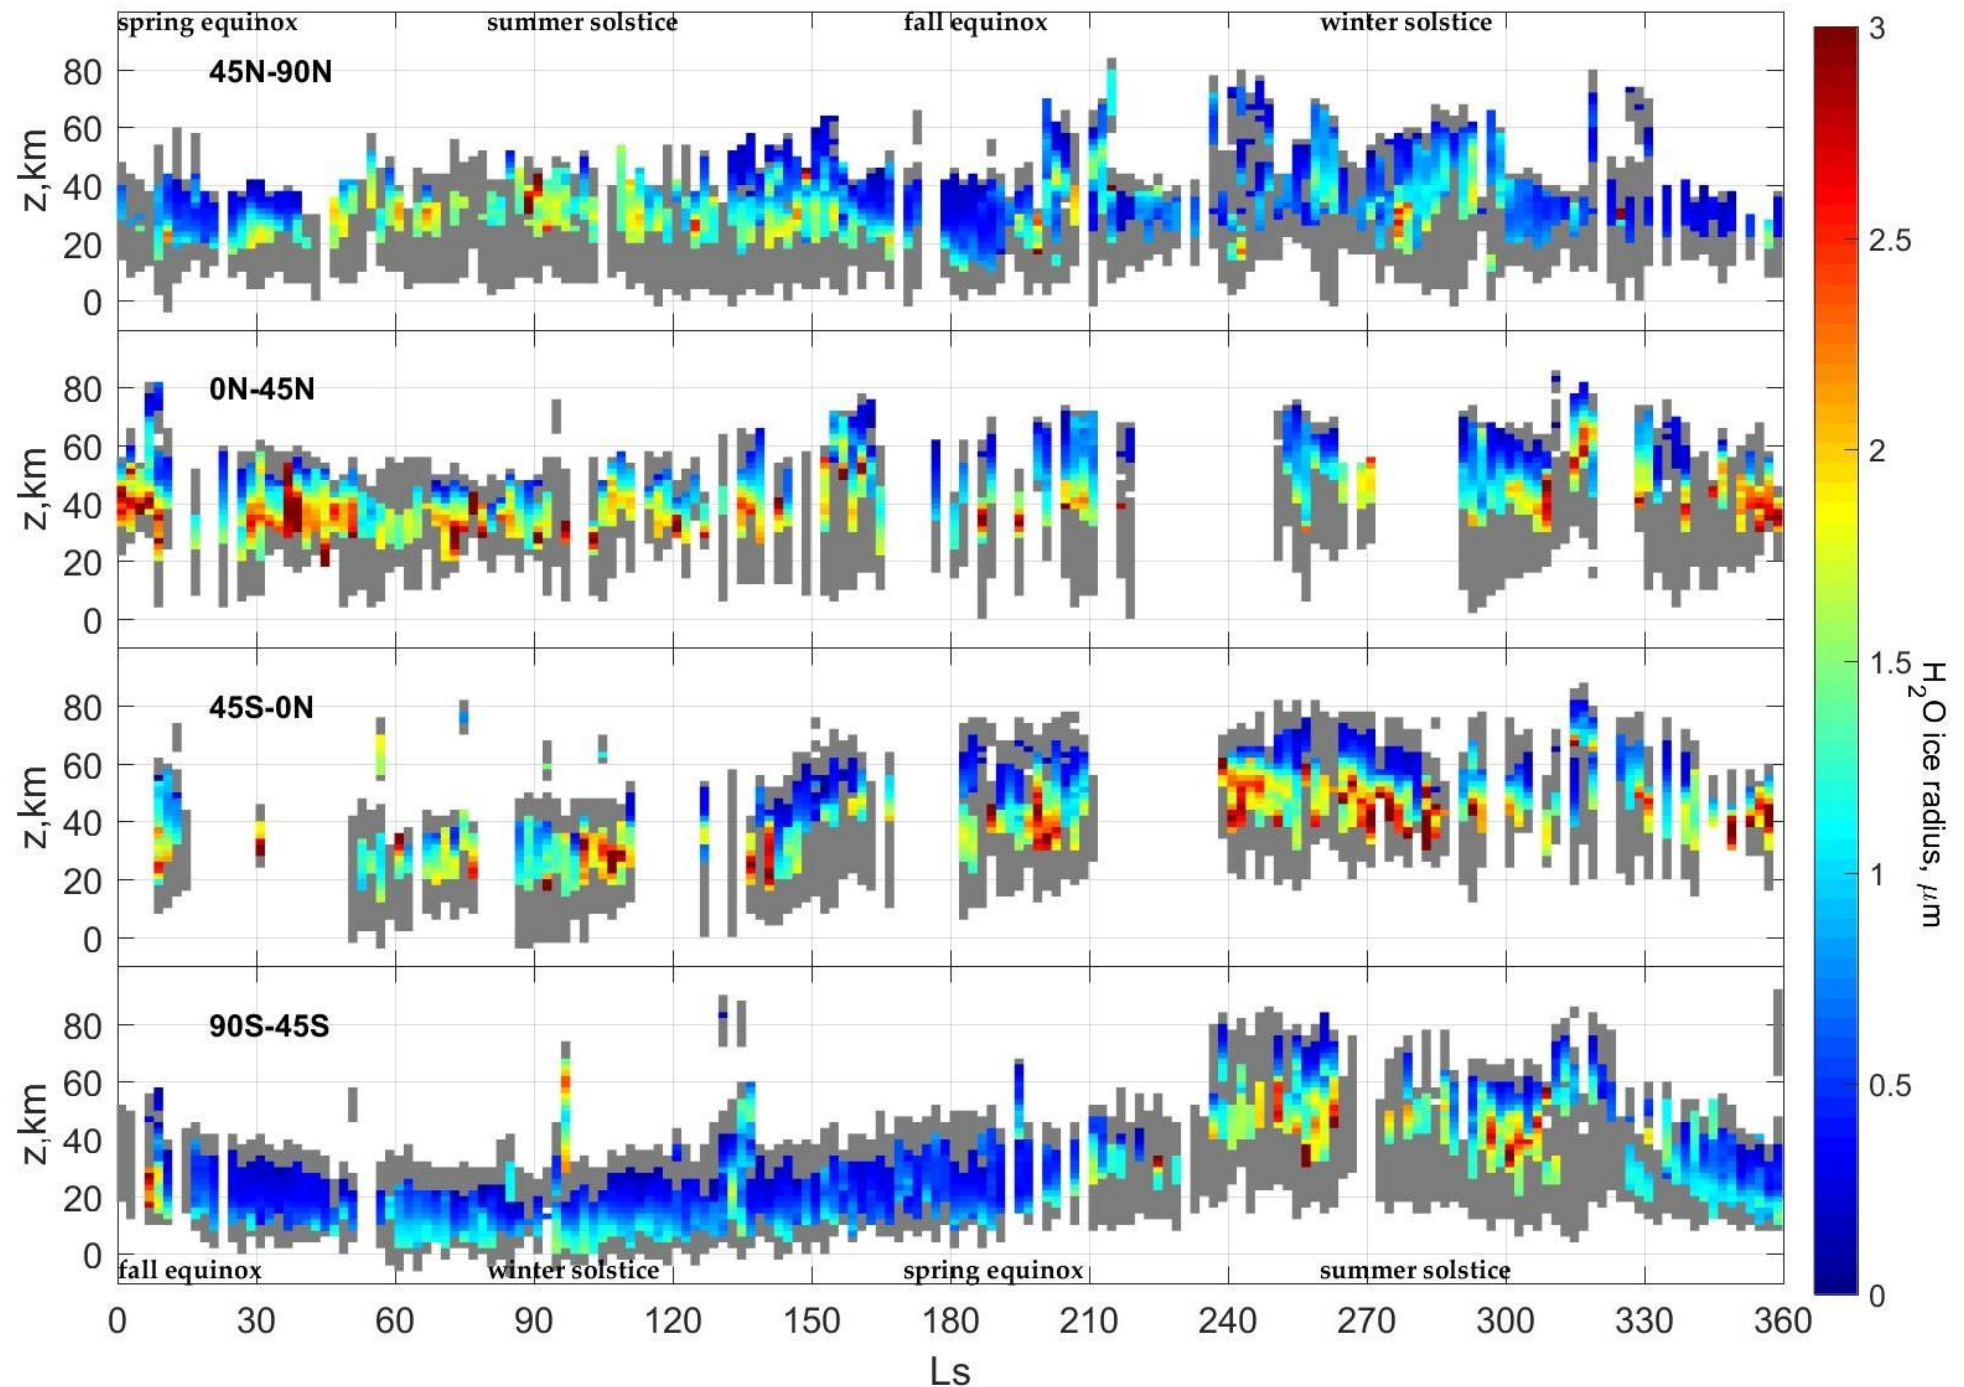 spring equinox summer solstice fall equinox winter solstice
45N-90N
z,km
80
60
40
20
0
0N-45N
z,km
80
60
40
20
0
45S-0N
z,km
80
60
40
20
0
90S-45S
z,km
80
60
40
20
0
fall equinox winter solstice spring equinox summer solstice
0 30 60 90 120 150 180 210 240 270 300 330 360
Ls
3
2.5
2
1.5
1
0.5
0
H2O ice radius, μm